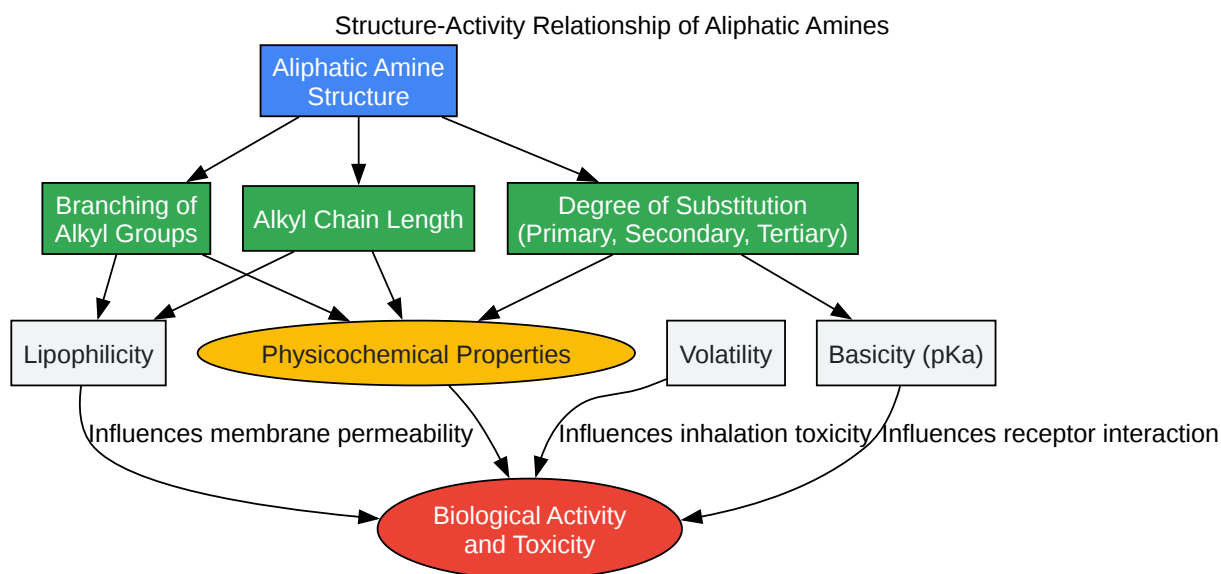 Structure-Activity Relationship of Aliphatic Amines
Aliphatic Amine
Structure
Branching of
Alkyl Groups
Alkyl Chain Length
Degree of Substitution
(Primary, Secondary, Tertiary)
Lipophilicity
Physicochemical Properties
Volatility
Basicity (pKa)
Influences membrane permeability
Influences inhalation toxicity
Influences receptor interaction
Biological Activity
and Toxicity